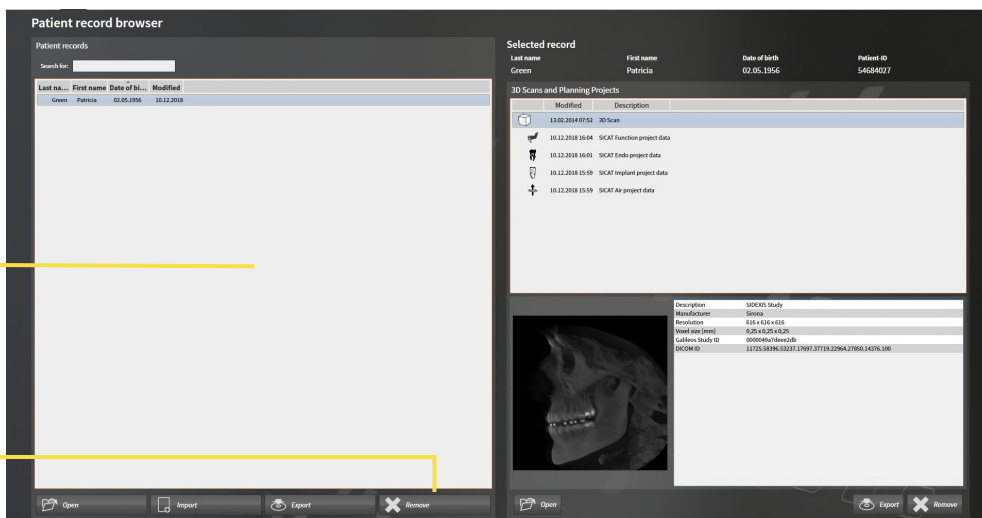 Patient record browser
Patient records
Search for:
Last na... First name Date of bi... Modified
Green Patricia 02.05.1956 10.12.2018
Open Import Export Remove
Selected record
Last name First name Date of birth Patient-ID
Green Patricia 02.05.1956 54684027
3D Scans and Planning Projects
Modified Description
13.02.2014 07:52 3D Scan
10.12.2018 16:04 SICAT Function project data
10.12.2018 16:01 SICAT Endo project data
10.12.2018 15:59 SICAT Implant project data
10.12.2018 15:59 SICAT Air project data
Description SIDEXIS Study
Manufacturer Sirona
Resolution 616 x 616 x 616
Voxel size [mm] 0,25 x 0,25 x 0,25
Galileos Study ID 0000049a7deee2db
DICOM ID 11725.58396.53237.17697.37719.22964.27850.14376.100
Open Export Remove